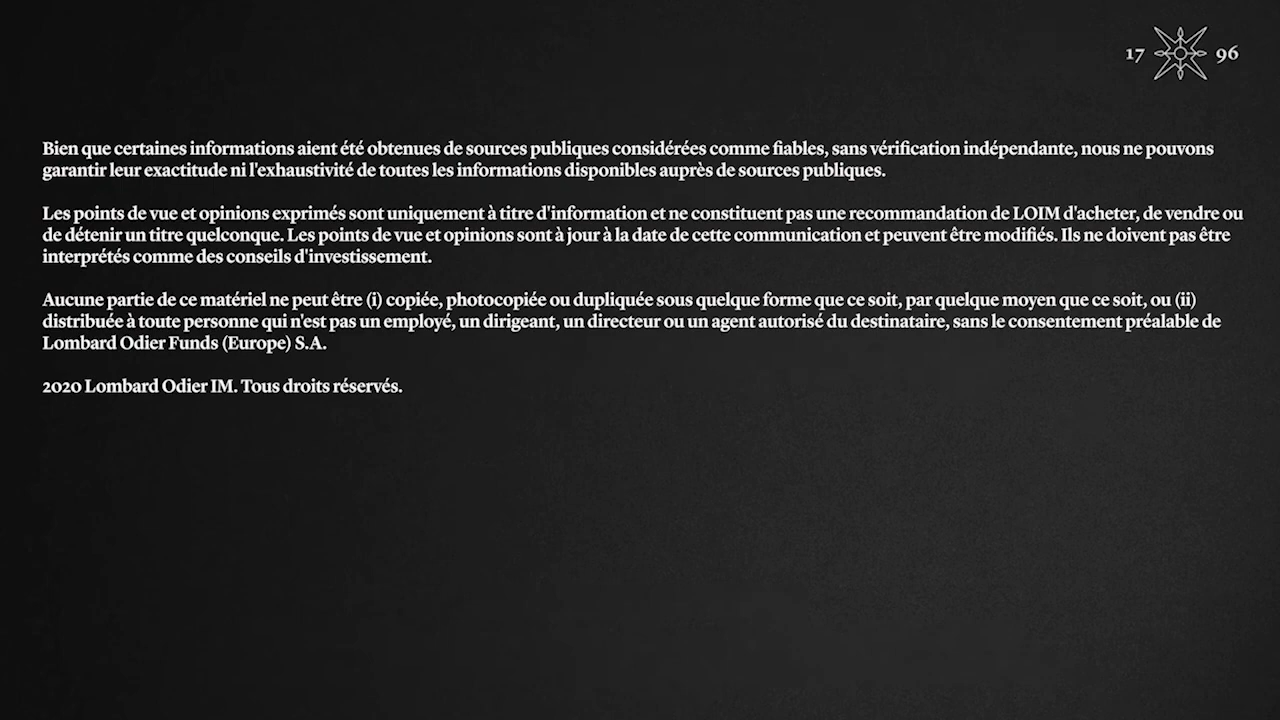 17 96
Bien que certaines informations aient été obtenues de sources publiques considérées comme fiables, sans vérification indépendante, nous ne pouvons
garantir leur exactitude ni l'exhaustivité de toutes les informations disponibles auprès de sources publiques.
Les points de vue et opinions exprimés sont uniquement à titre d'information et ne constituent pas une recommandation de LOIM d'acheter, de vendre ou
de détenir un titre quelconque. Les points de vue et opinions sont à jour à la date de cette communication et peuvent être modifiés. Ils ne doivent pas être
interprétés comme des conseils d'investissement.
Aucune partie de ce matériel ne peut être (i) copiée, photocopiée ou dupliquée sous quelque forme que ce soit, par quelque moyen que ce soit, ou (ii)
distribuée à toute personne qui n'est pas un employé, un dirigeant, un directeur ou un agent autorisé du destinataire, sans le consentement préalable de
Lombard Odier Funds (Europe) S.A.
2020 Lombard Odier IM. Tous droits réservés.